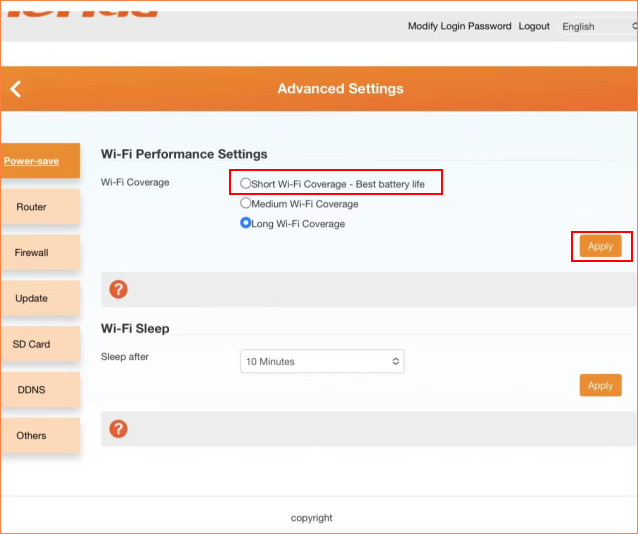 Modify Login Password Logout English
Advanced Settings
Power-save
Router
Firewall
Update
SD Card
DDNS
Others
Wi-Fi Performance Settings
Wi-Fi Coverage
Short Wi-Fi Coverage - Best battery life
Medium Wi-Fi Coverage
Long Wi-Fi Coverage
Apply
?
Wi-Fi Sleep
Sleep after
10 Minutes
Apply
?
copyright